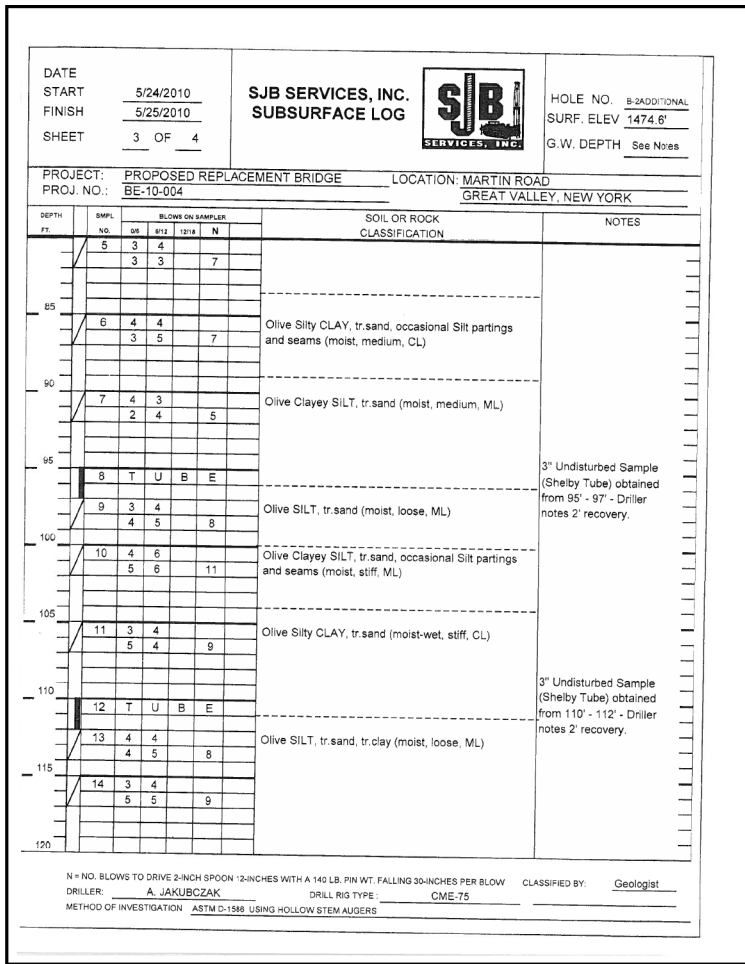 DATE
START 5/24/2010
FINISH 5/25/2010
SHEET 3 OF 4
SJB SERVICES, INC.
SUBSURFACE LOG
SJB
SERVICES, INC.
HOLE NO. B-2ADDITIONAL
SURF. ELEV 1474.6'
G.W. DEPTH See Notes
PROJECT: PROPOSED REPLACEMENT BRIDGE LOCATION: MARTIN ROAD
PROJ. NO.: BE-10-004 GREAT VALLEY, NEW YORK
DEPTH SMPL BLOWS ON SAMPLER SOIL OR ROCK NOTES
FT. NO. 0/6 6/12 12/18 N CLASSIFICATION
5 3 4
3 3 7
85
6 4 4 Olive Silty CLAY, tr.sand, occasional Silt partings
3 5 7 and seams (moist, medium, CL)
90
7 4 3 Olive Clayey SILT, tr.sand (moist, medium, ML)
2 4 5
95
3" Undisturbed Sample
8 T U B E (Shelby Tube) obtained
from 95' - 97' - Driller
9 3 4 Olive SILT, tr.sand (moist, loose, ML) notes 2' recovery.
4 5 8
100
10 4 6 Olive Clayey SILT, tr.sand, occasional Silt partings
5 6 11 and seams (moist, stiff, ML)
105
11 3 4 Olive Silty CLAY, tr.sand (moist-wet, stiff, CL)
5 4 9
110
3" Undisturbed Sample
(Shelby Tube) obtained
12 T U B E from 110' - 112' - Driller
notes 2' recovery.
13 4 4 Olive SILT, tr.sand, tr.clay (moist, loose, ML)
4 5 8
115
14 3 4
5 5 9
120
N = NO. BLOWS TO DRIVE 2-INCH SPOON 12-INCHES WITH A 140 LB. PIN WT. FALLING 30-INCHES PER BLOW CLASSIFIED BY: Geologist
DRILLER: A. JAKUBCZAK DRILL RIG TYPE : CME-75
METHOD OF INVESTIGATION ASTM D-1586 USING HOLLOW STEM AUGERS